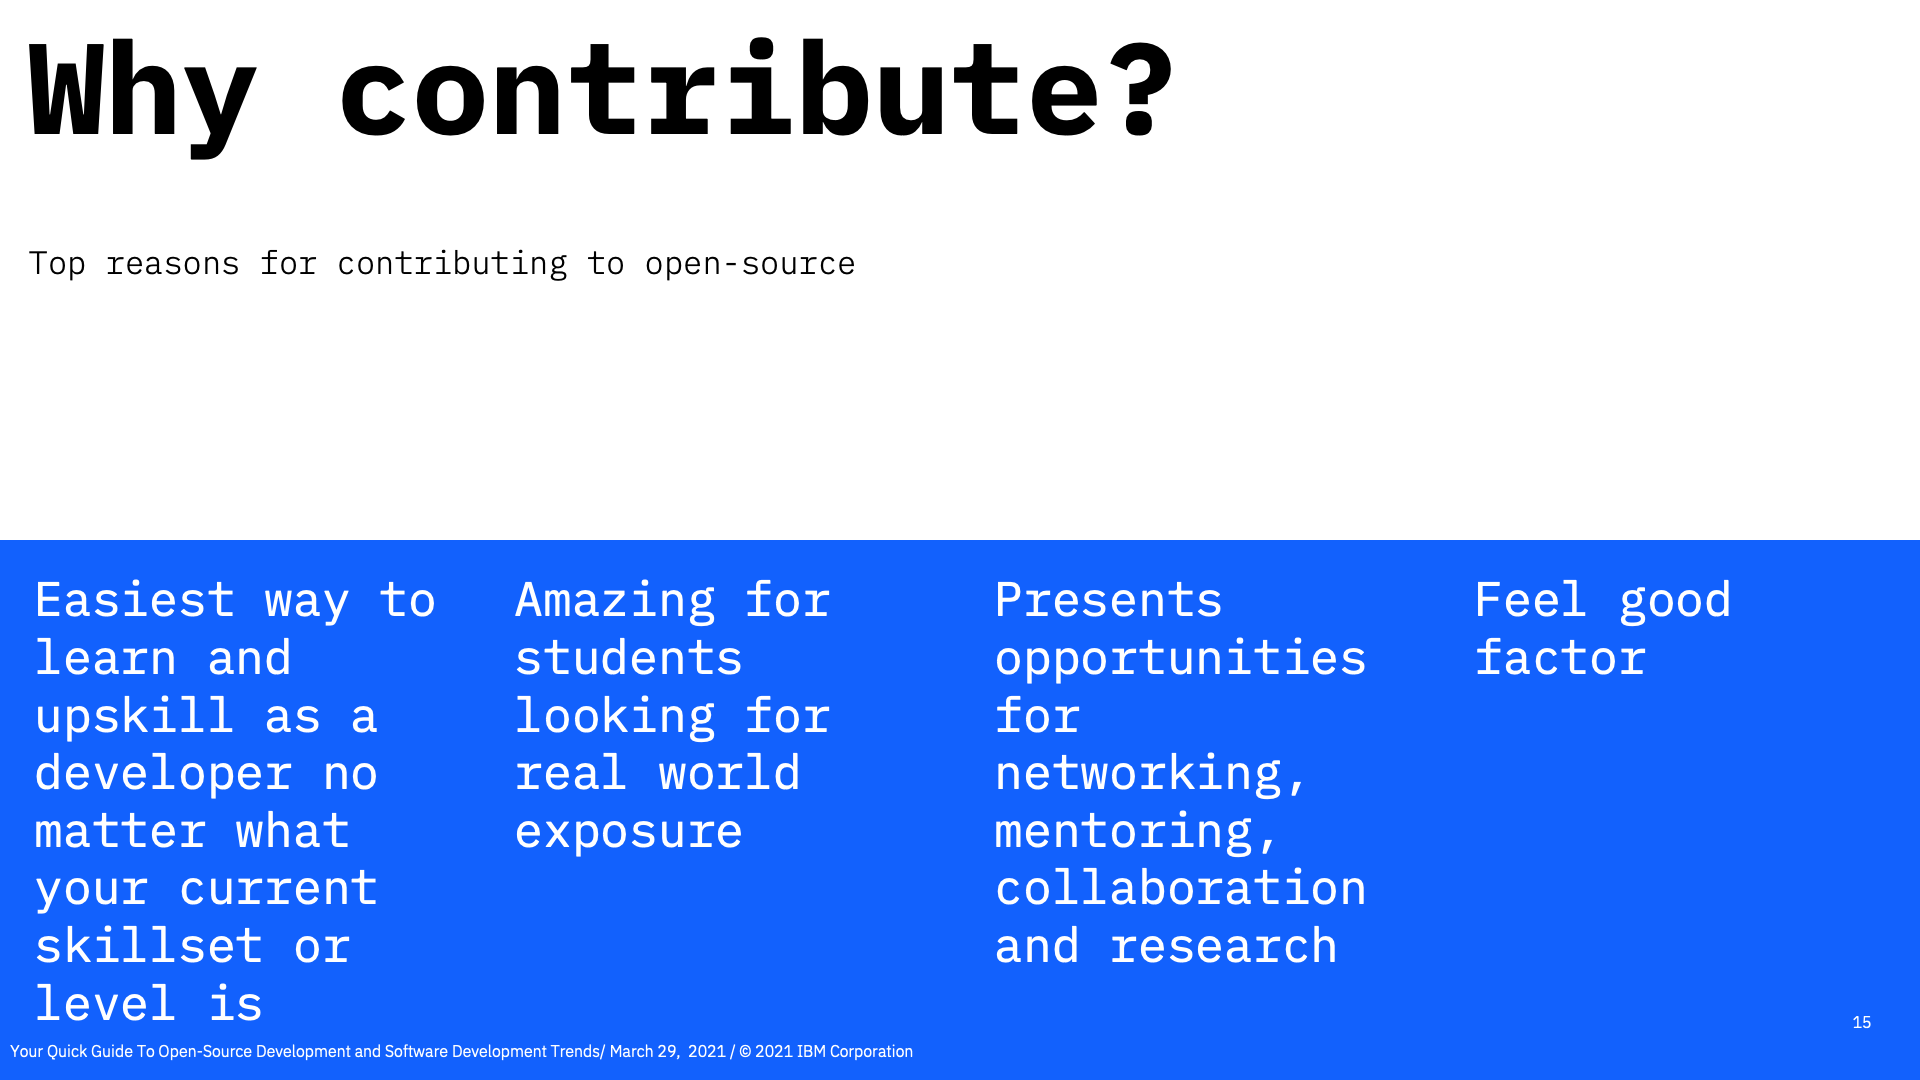 Why contribute?
Top reasons for contributing to open-source
Easiest way to
learn and
upskill as a
developer no
matter what
your current
skillset or
level is
Amazing for
students
looking for
real world
exposure
Presents
opportunities
for
networking,
mentoring,
collaboration
and research
Feel good
factor
15
Your Quick Guide To Open-Source Development and Software Development Trends/ March 29,  2021 / © 2021 IBM Corporation